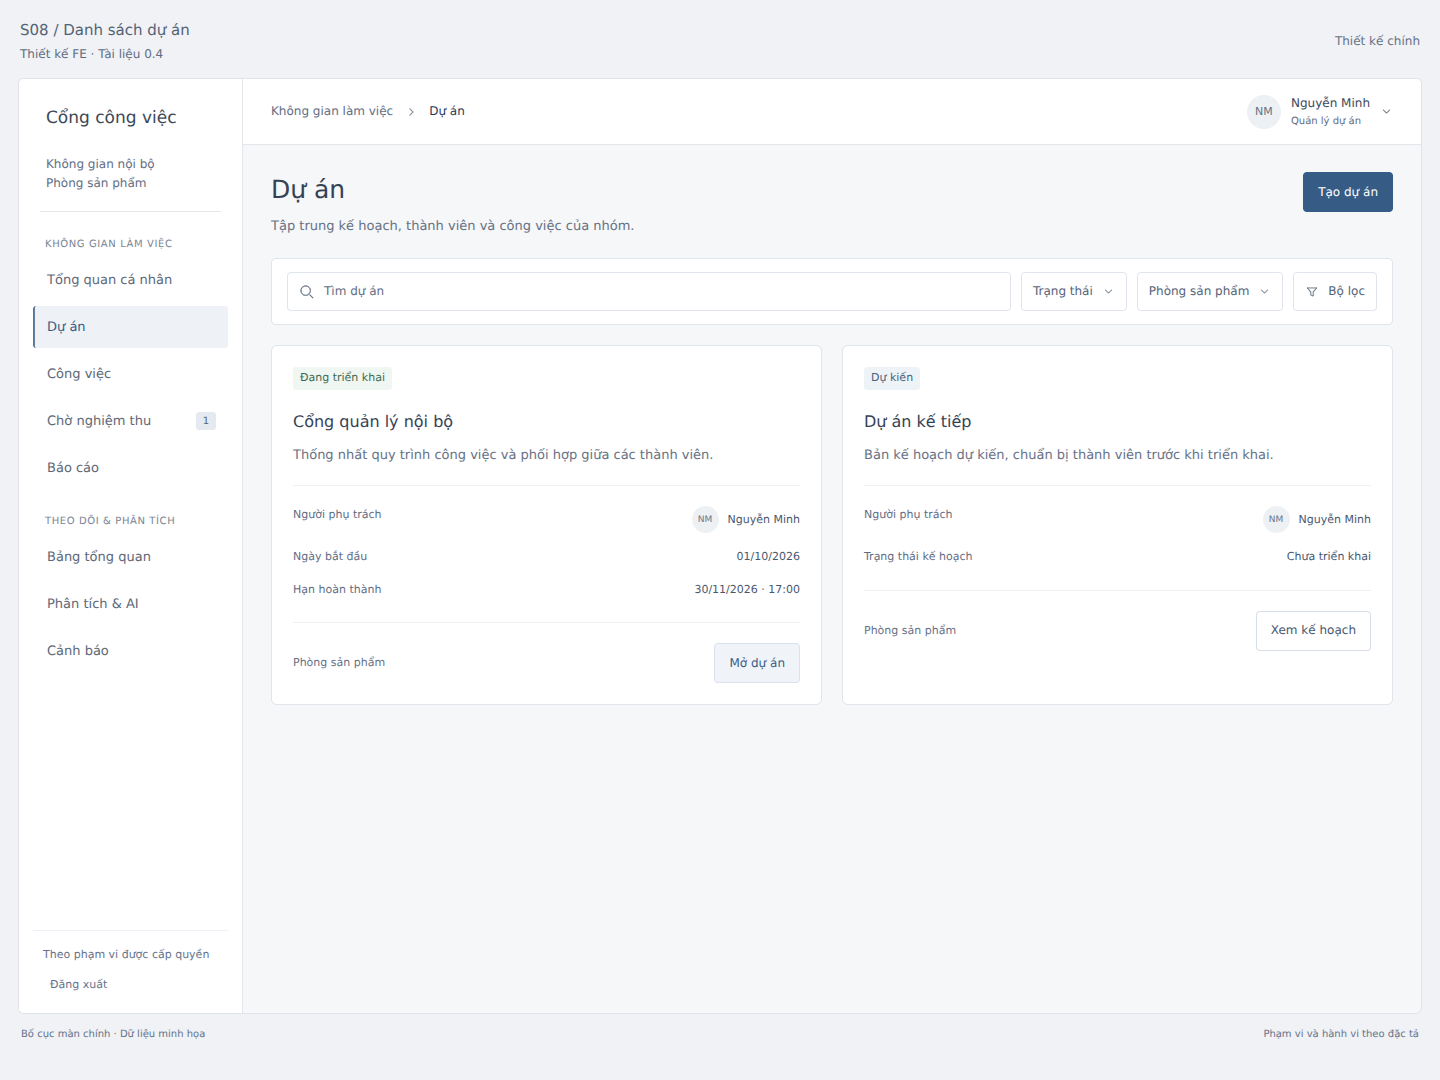 S08 / Danh sách dự án
Thiết kế FE · Tài liệu 0.4
Thiết kế chính
Cổng công việc
Không gian nội bộ
Phòng sản phẩm
KHÔNG GIAN LÀM VIỆC
Tổng quan cá nhân
Dự án
Công việc
Chờ nghiệm thu 1
Báo cáo
THEO DÕI & PHÂN TÍCH
Bảng tổng quan
Phân tích & AI
Cảnh báo
Theo phạm vi được cấp quyền
Đăng xuất
Không gian làm việc > Dự án
NM Nguyễn Minh
Quản lý dự án
Dự án
Tập trung kế hoạch, thành viên và công việc của nhóm.
Tạo dự án
Tìm dự án
Trạng thái
Phòng sản phẩm
Bộ lọc
Đang triển khai
Cổng quản lý nội bộ
Thống nhất quy trình công việc và phối hợp giữa các thành viên.
Người phụ trách NM Nguyễn Minh
Ngày bắt đầu 01/10/2026
Hạn hoàn thành 30/11/2026 · 17:00
Phòng sản phẩm Mở dự án
Dự kiến
Dự án kế tiếp
Bản kế hoạch dự kiến, chuẩn bị thành viên trước khi triển khai.
Người phụ trách NM Nguyễn Minh
Trạng thái kế hoạch Chưa triển khai
Phòng sản phẩm Xem kế hoạch
Bố cục màn chính · Dữ liệu minh họa
Phạm vi và hành vi theo đặc tả